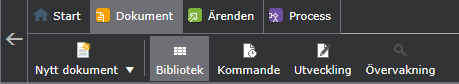 Start Dokument Ärenden Process
Nytt dokument Bibliotek Kommande Utveckling Övervakning